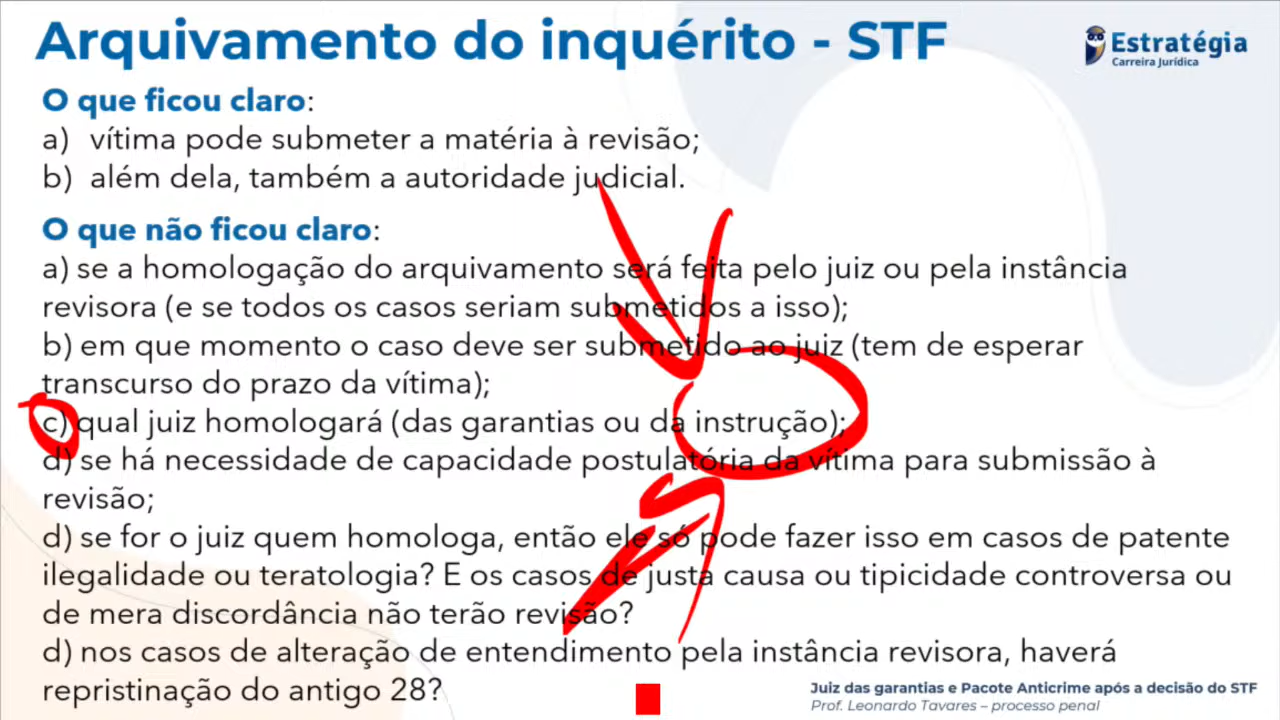 Arquivamento do inquérito - STF
Estratégia
Carreira Jurídica
O que ficou claro:
a) vítima pode submeter a matéria à revisão;
b) além dela, também a autoridade judicial.
O que não ficou claro:
a) se a homologação do arquivamento será feita pelo juiz ou pela instância
revisora (e se todos os casos seriam submetidos a isso);
b) em que momento o caso deve ser submetido ao juiz (tem de esperar
transcurso do prazo da vítima);
c) qual juiz homologará (das garantias ou da instrução);
d) se há necessidade de capacidade postulatória da vítima para submissão à
revisão;
d) se for o juiz quem homologa, então ele só pode fazer isso em casos de patente
ilegalidade ou teratologia? E os casos de justa causa ou tipicidade controversa ou
de mera discordância não terão revisão?
d) nos casos de alteração de entendimento pela instância revisora, haverá
repristinação do antigo 28?
Juiz das garantias e Pacote Anticrime após a decisão do STF
Prof. Leonardo Tavares – processo penal